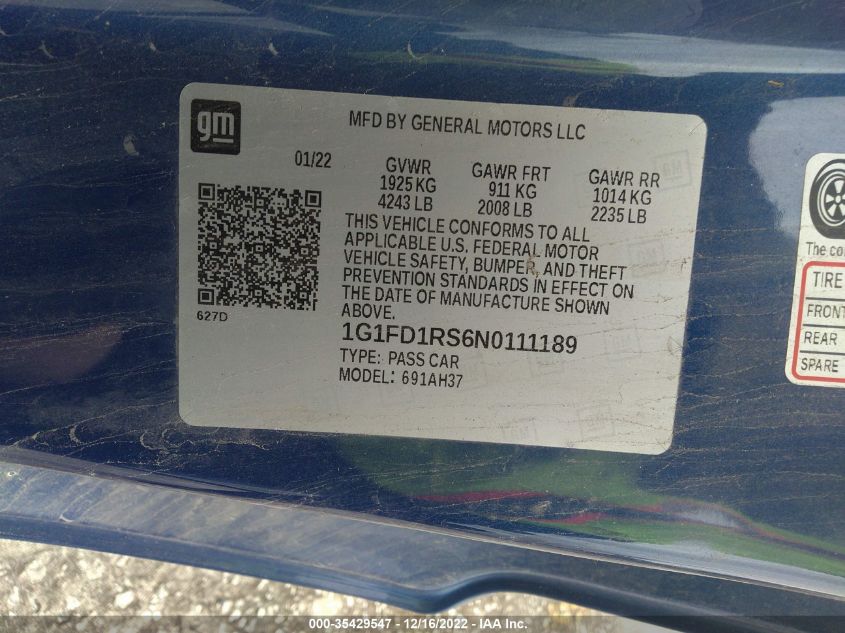 gm
MFD BY GENERAL MOTORS LLC
01/22
GVWR GAWR FRT GAWR RR
1925 KG 911 KG 1014 KG
4243 LB 2008 LB 2235 LB
THIS VEHICLE CONFORMS TO ALL
APPLICABLE U.S. FEDERAL MOTOR
VEHICLE SAFETY, BUMPER, AND THEFT
PREVENTION STANDARDS IN EFFECT ON
THE DATE OF MANUFACTURE SHOWN
ABOVE.
627D
1G1FD1RS6N0111189
TYPE: PASS CAR
MODEL: 691AH37
The
TIRE
FRONT
REAR
SPARE
000-35429547 - 12/16/2022 - IAA Inc.